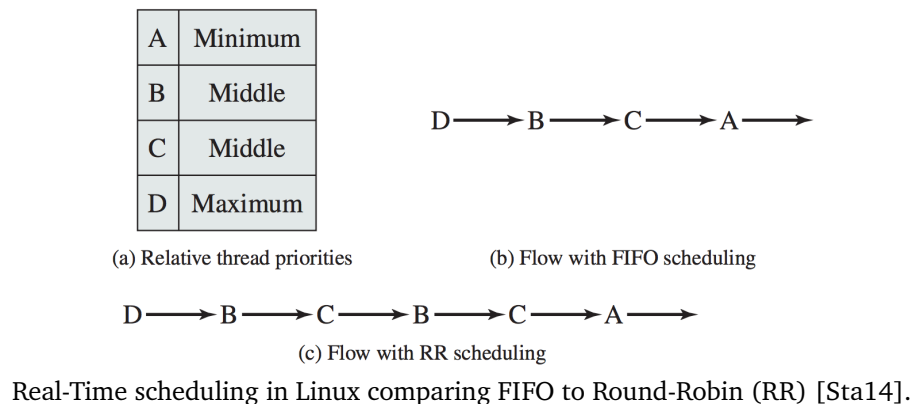 A Minimum
B Middle
C Middle
D Maximum
D B C A
(a) Relative thread priorities
(b) Flow with FIFO scheduling
D B C B C A
(c) Flow with RR scheduling
Real-Time scheduling in Linux comparing FIFO to Round-Robin (RR) [Sta14].